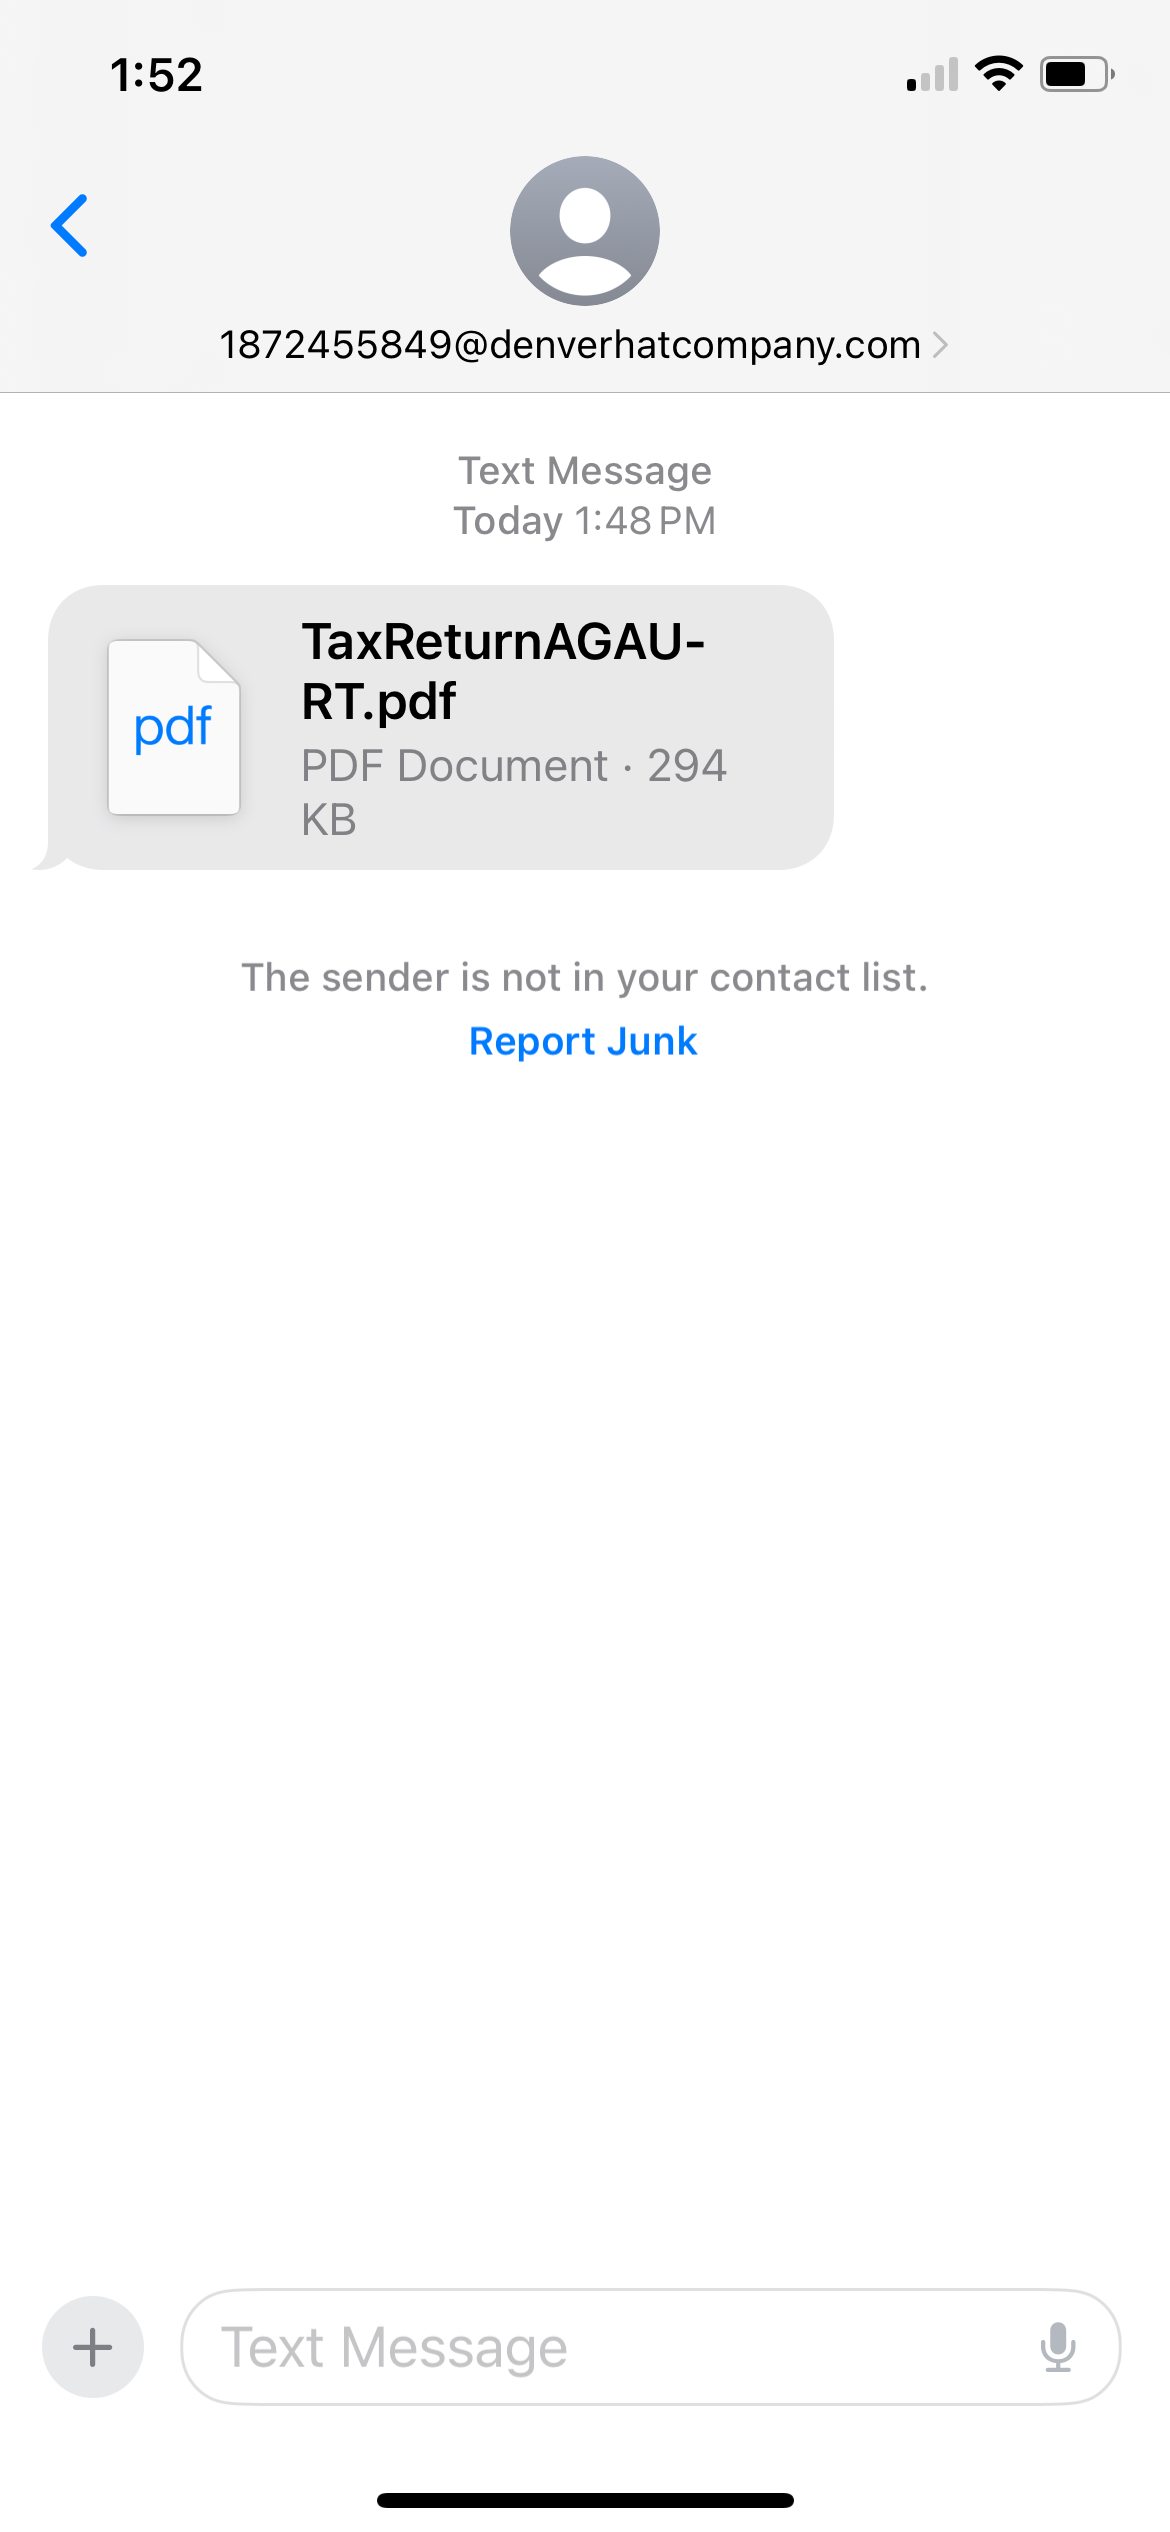 1:52
1872455849@denverhatcompany.com
Text Message
Today 1:48 PM
pdf
TaxReturnAGAU-
RT.pdf
PDF Document · 294
KB
The sender is not in your contact list.
Report Junk
Text Message